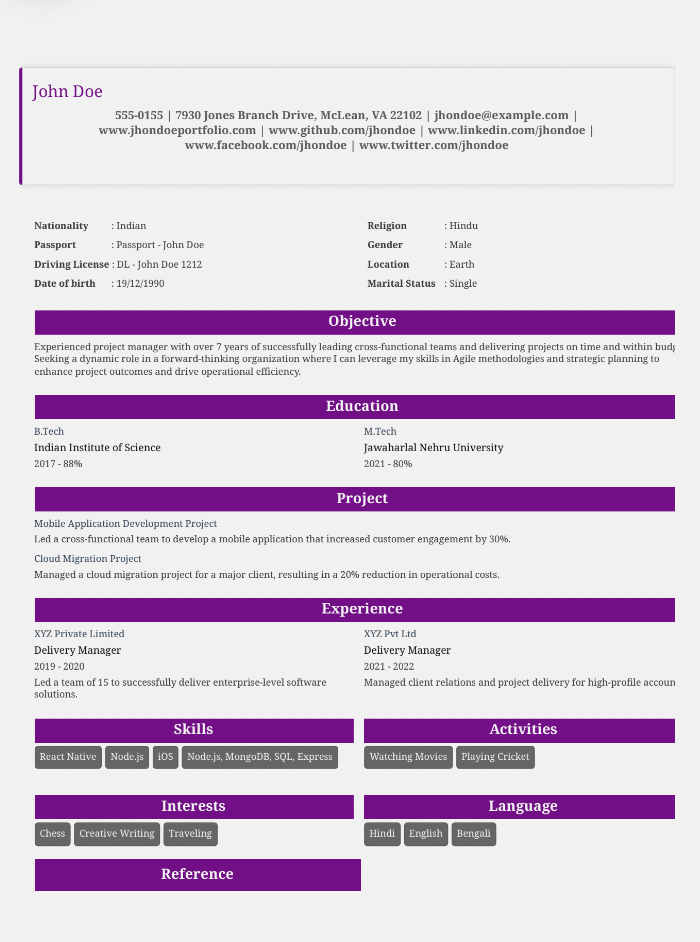 John Doe
555-0155 | 7930 Jones Branch Drive, McLean, VA 22102 | jhondoe@example.com |
www.jhondoeportfolio.com | www.github.com/jhondoe | www.linkedin.com/jhondoe |
www.facebook.com/jhondoe | www.twitter.com/jhondoe
Nationality : Indian
Religion : Hindu
Passport : Passport - John Doe
Gender : Male
Driving License : DL - John Doe 1212
Location : Earth
Date of birth : 19/12/1990
Marital Status : Single
Objective
Experienced project manager with over 7 years of successfully leading cross-functional teams and delivering projects on time and within
Seeking a dynamic role in a forward-thinking organization where I can leverage my skills in Agile methodologies and strategic planning to
enhance project outcomes and drive operational efficiency.
Education
B.Tech
Indian Institute of Science
2017 - 88%
M.Tech
Jawaharlal Nehru University
2021 - 80%
Project
Mobile Application Development Project
Led a cross-functional team to develop a mobile application that increased customer engagement by 30%.
Cloud Migration Project
Managed a cloud migration project for a major client, resulting in a 20% reduction in operational costs.
Experience
XYZ Private Limited
Delivery Manager
2019 - 2020
Led a team of 15 to successfully deliver enterprise-level software
solutions.
XYZ Pvt Ltd
Delivery Manager
2021 - 2022
Managed client relations and project delivery for high-profile
Skills
React Native
Node.js
iOS
Node.js, MongoDB, SQL, Express
Activities
Watching Movies
Playing Cricket
Interests
Chess
Creative Writing
Traveling
Language
Hindi
English
Bengali
Reference